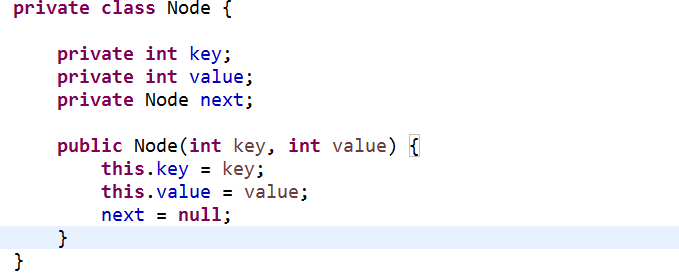 private class Node {
private int key;
private int value;
private Node next;
public Node(int key, int value) {
this.key = key;
this.value = value;
next = null;
}
}